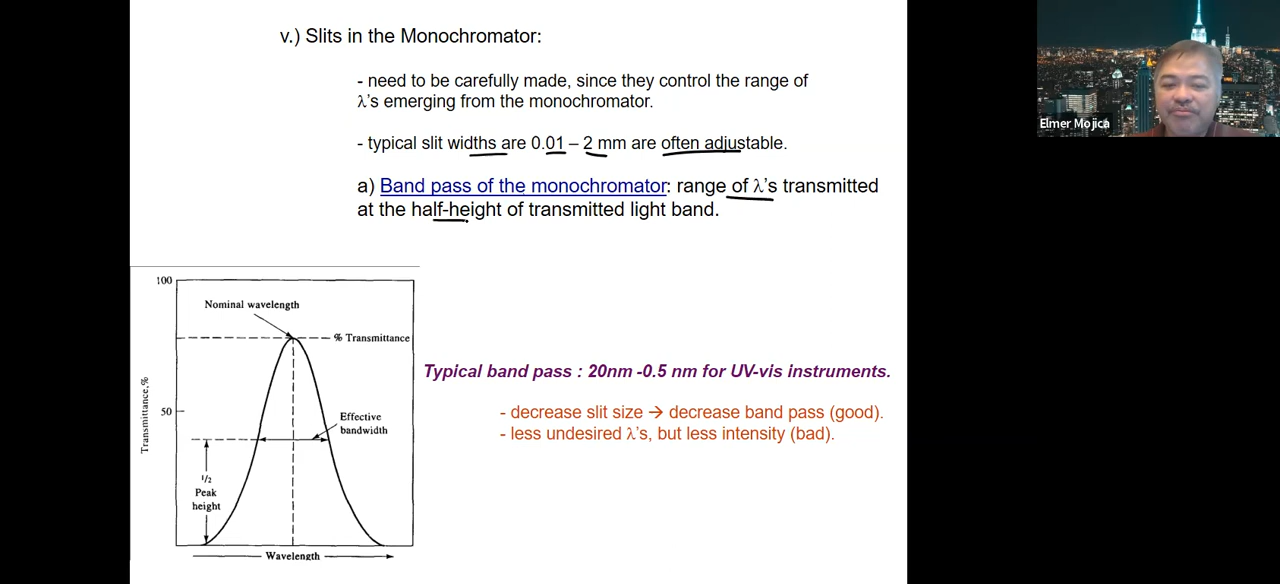 v.) Slits in the Monochromator:
- need to be carefully made, since they control the range of
λ's emerging from the monochromator.
- typical slit widths are 0.01 – 2 mm are often adjustable.
a) Band pass of the monochromator: range of λ's transmitted
at the half-height of transmitted light band.
100
Nominal wavelength
% Transmittance
Transmittance,%
50
Effective
bandwidth
1/2
Peak
height
Wavelength
Typical band pass : 20nm -0.5 nm for UV-vis instruments.
- decrease slit size → decrease band pass (good).
- less undesired λ's, but less intensity (bad).
Elmer Mojica